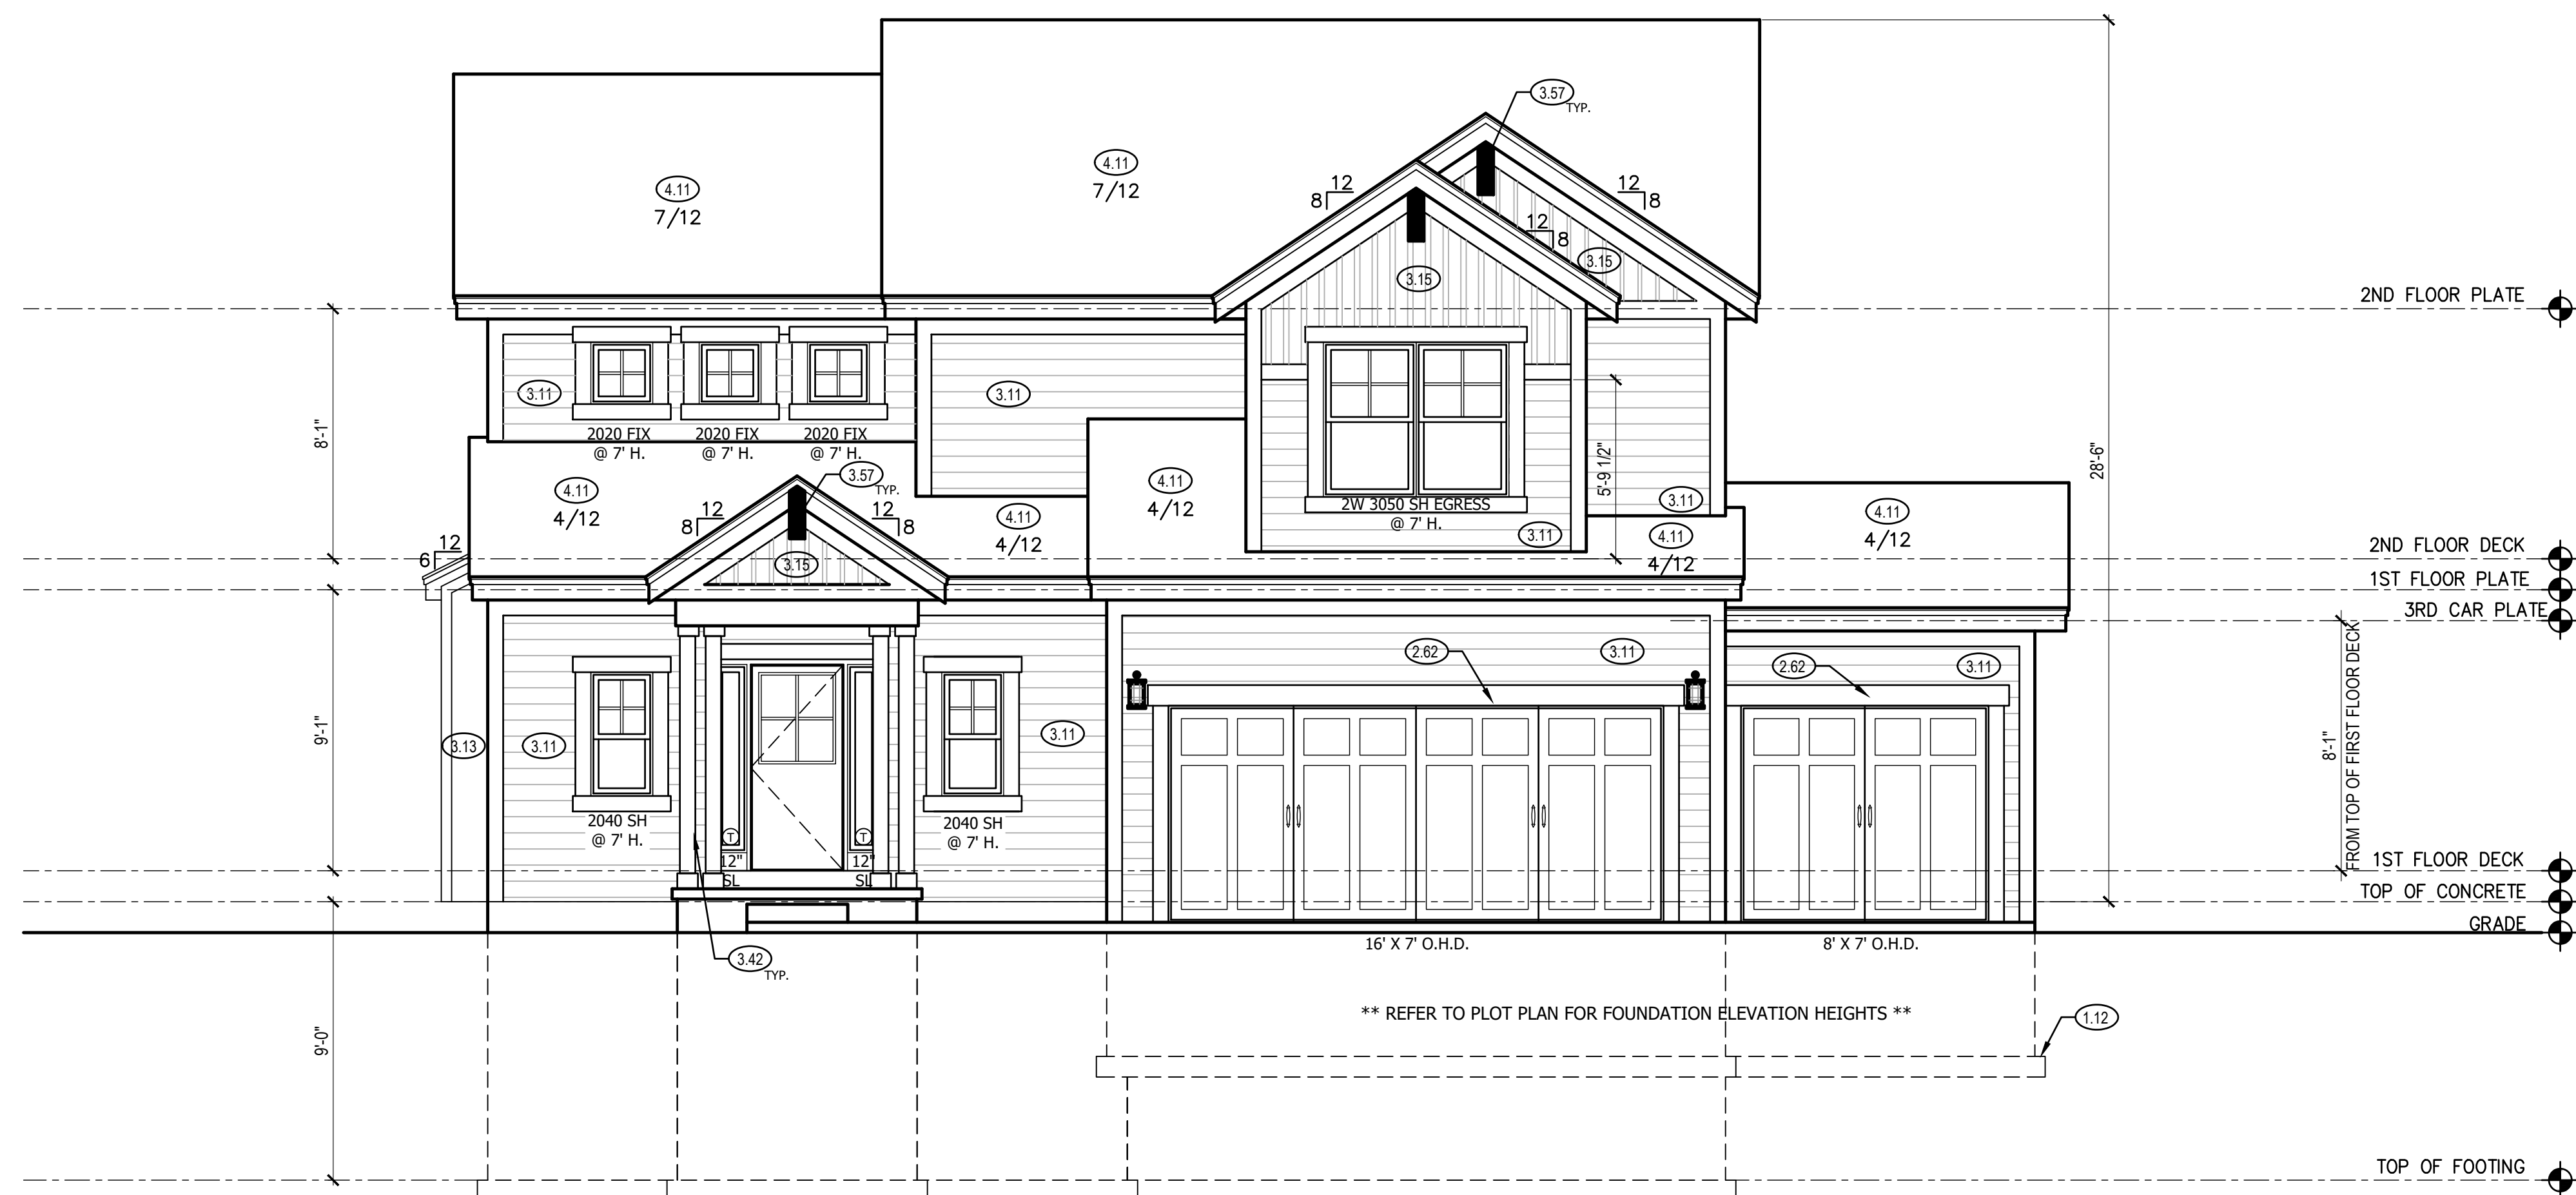 3.57
TYP.
4.11
7/12
4.11
7/12
12
8
12
8
12
8
3.15
3.15
2ND FLOOR PLATE
3.11
3.11
2020 FIX
@ 7' H.
2020 FIX
@ 7' H.
2020 FIX
@ 7' H.
8'-1"
28'-6"
5'-9 1/2"
3.57
TYP.
4.11
4/12
4.11
4/12
4.11
4/12
2W 3050 SH EGRESS
@ 7' H.
3.11
3.11
4.11
4/12
4.11
4/12
12
8
12
8
12
6
3.15
2ND FLOOR DECK
1ST FLOOR PLATE
3RD CAR PLATE
9'-1"
3.13
3.11
3.11
2.62
3.11
2.62
3.11
8'-1"
FROM TOP OF FIRST FLOOR DECK
2040 SH
@ 7' H.
T
12"
SL
T
12"
SL
2040 SH
@ 7' H.
1ST FLOOR DECK
TOP OF CONCRETE
GRADE
16' X 7' O.H.D.
8' X 7' O.H.D.
3.42
TYP.
9'-0"
** REFER TO PLOT PLAN FOR FOUNDATION ELEVATION HEIGHTS **
1.12
TOP OF FOOTING